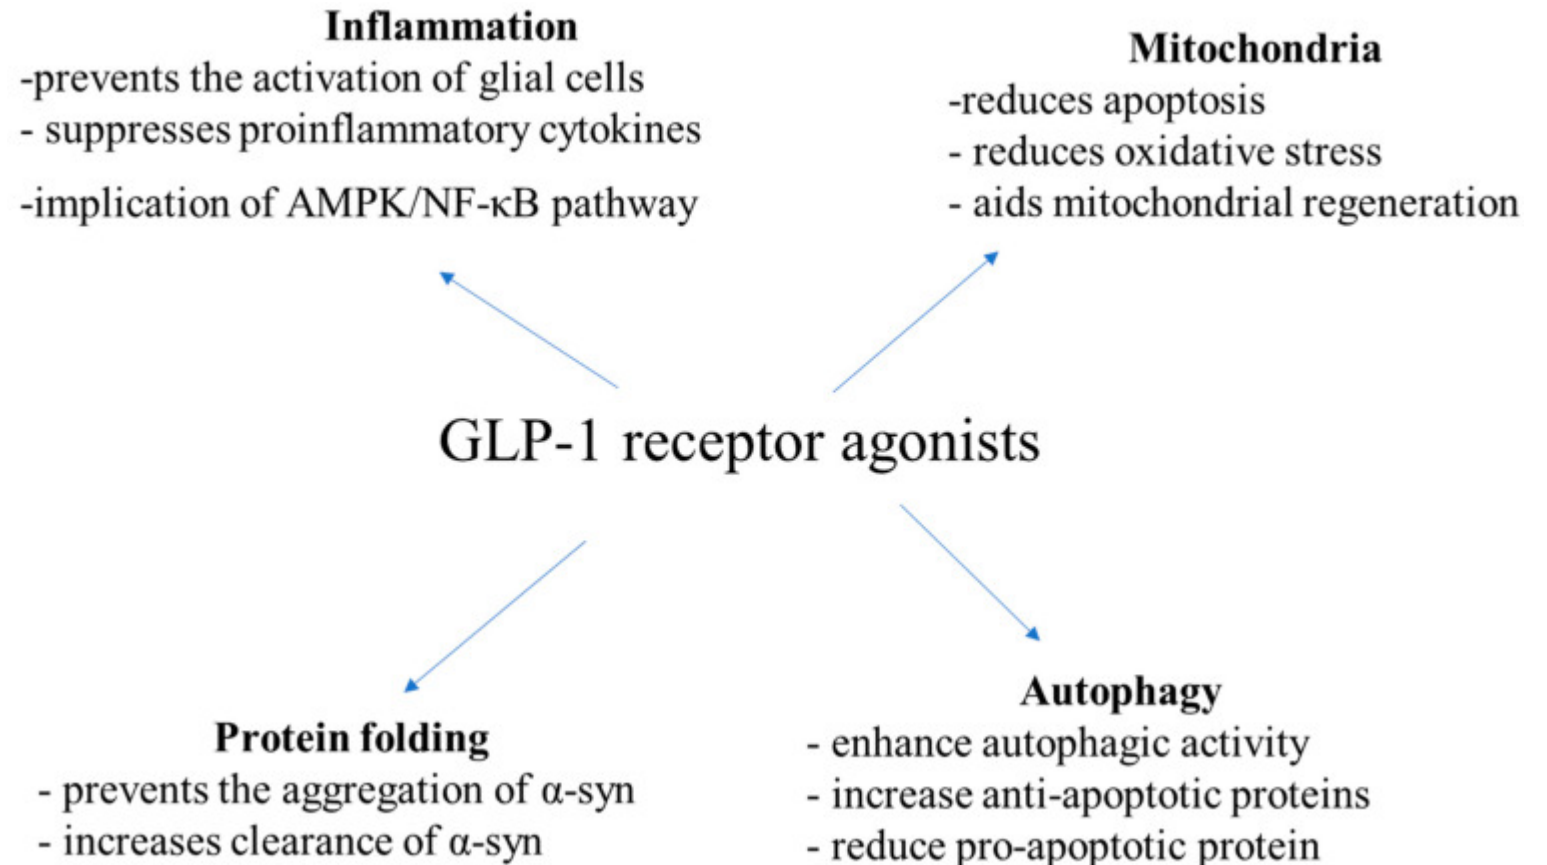 Inflammation
-prevents the activation of glial cells
- suppresses proinflammatory cytokines
-implication of AMPK/NF-κB pathway
Mitochondria
-reduces apoptosis
- reduces oxidative stress
- aids mitochondrial regeneration
GLP-1 receptor agonists
Protein folding
- prevents the aggregation of α-syn
- increases clearance of α-syn
Autophagy
- enhance autophagic activity
- increase anti-apoptotic proteins
- reduce pro-apoptotic protein